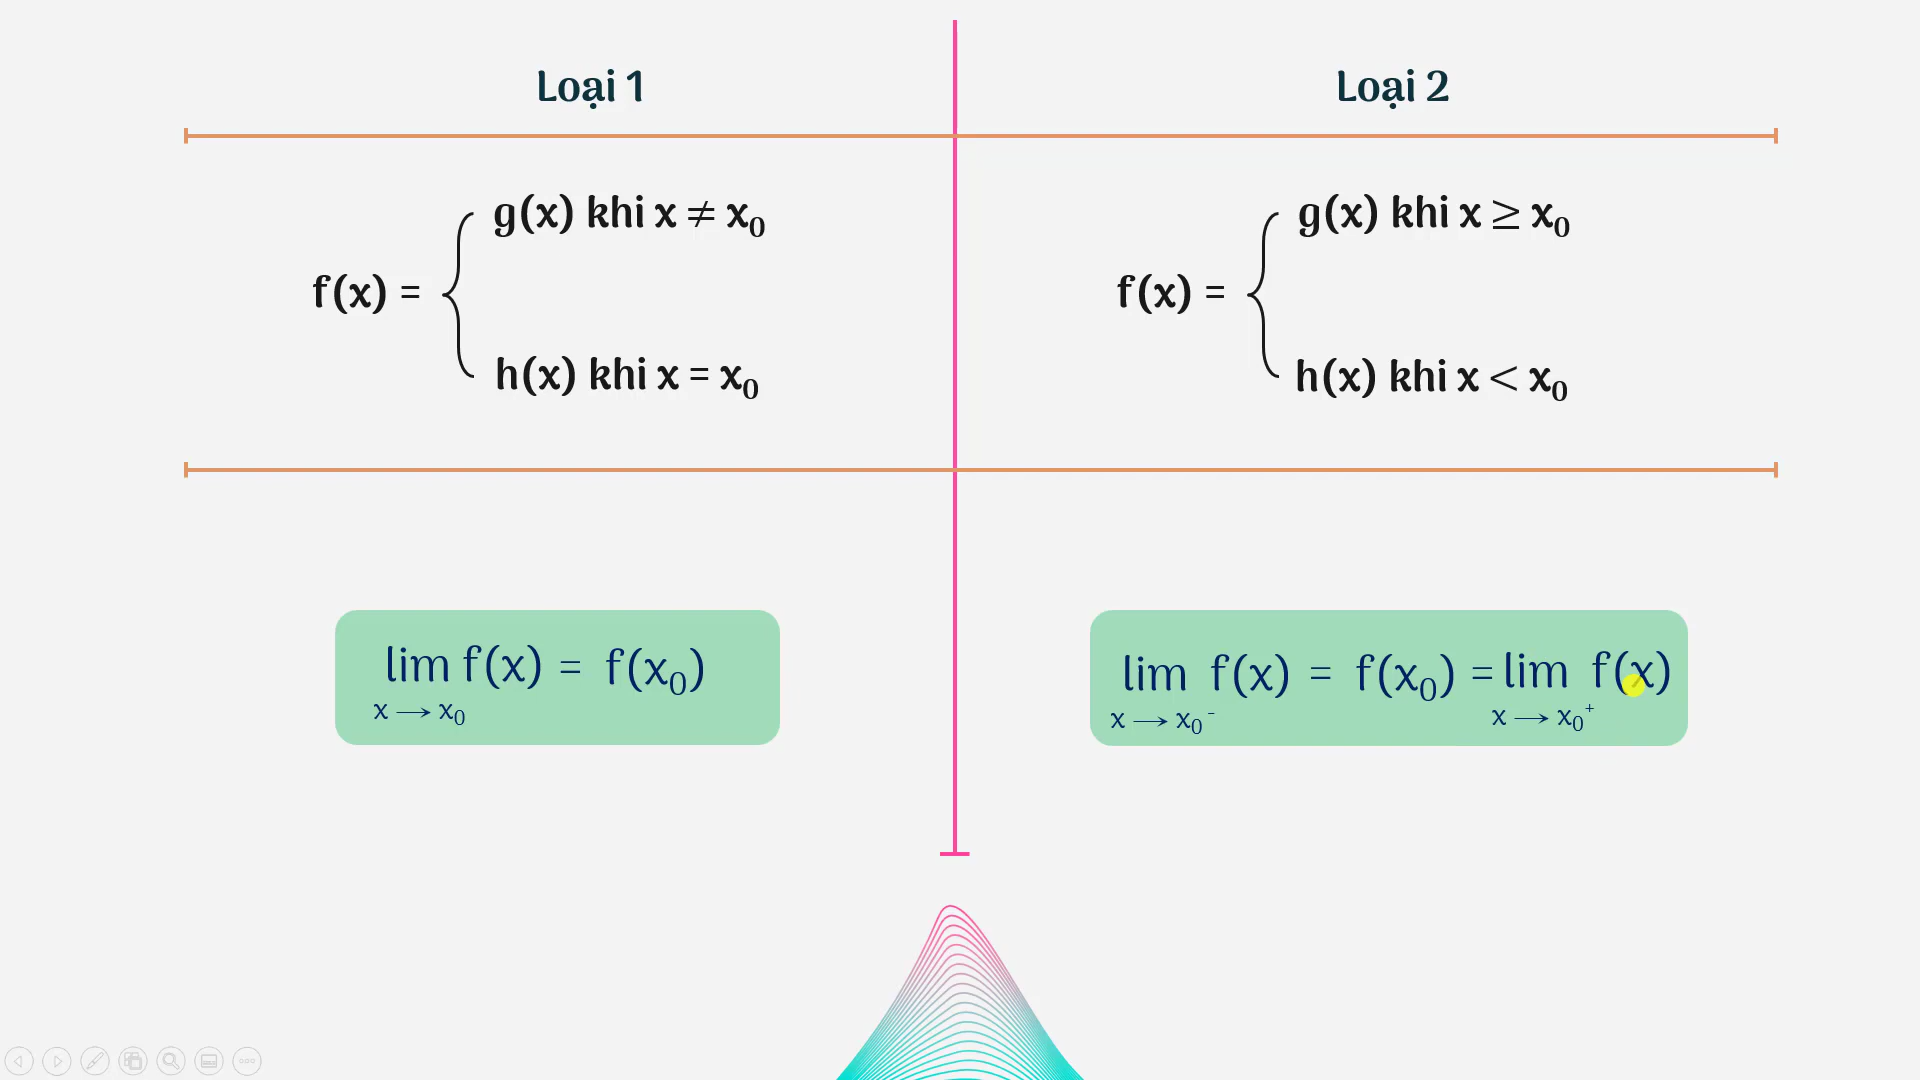 Loại 1
g(x) khi x ≠ x₀
f(x) =
h(x) khi x = x₀
lim f(x) = f(x₀)
x → x₀
Loại 2
g(x) khi x ≥ x₀
f(x) =
h(x) khi x < x₀
lim f(x) = f(x₀) = lim f(x)
x → x₀⁻ x → x₀⁺